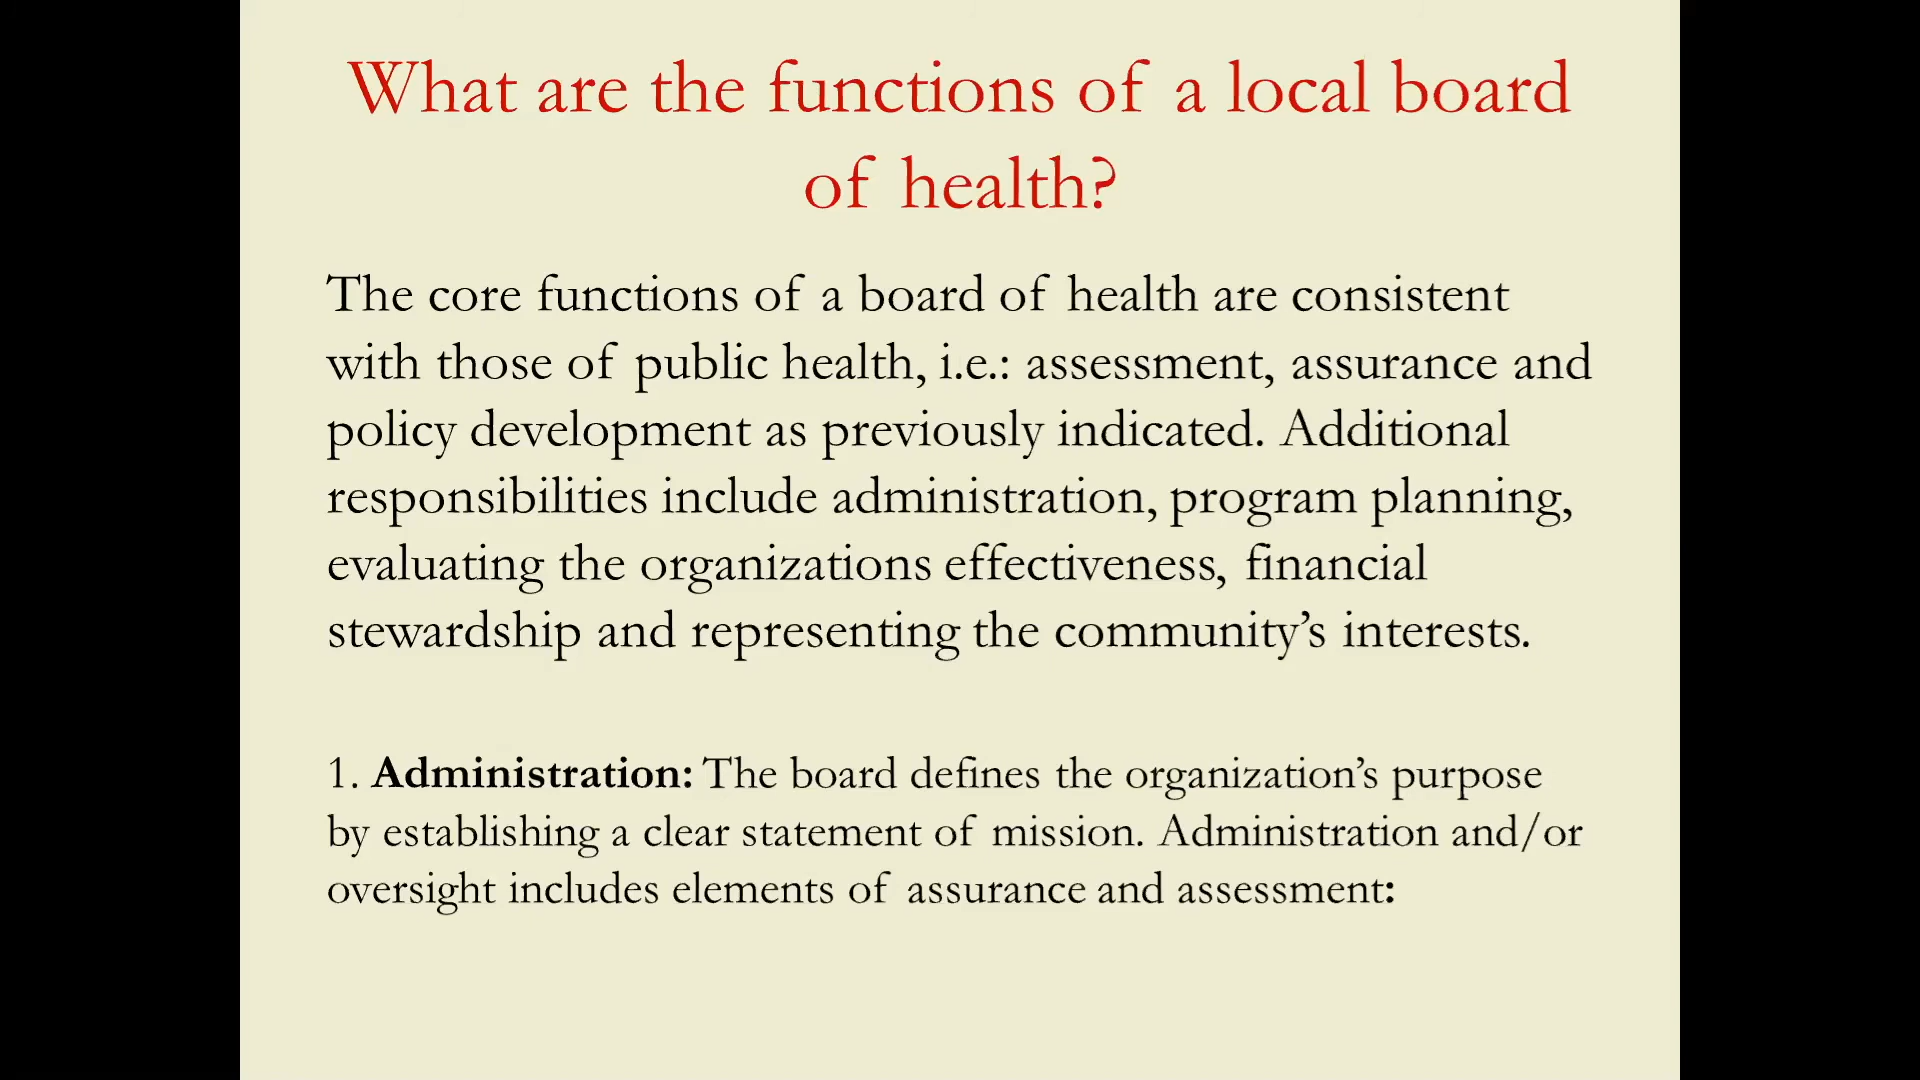 What are the functions of a local board
of health?
The core functions of a board of health are consistent
with those of public health, i.e.: assessment, assurance and
policy development as previously indicated. Additional
responsibilities include administration, program planning,
evaluating the organizations effectiveness, financial
stewardship and representing the community’s interests.
1. Administration: The board defines the organization’s purpose
by establishing a clear statement of mission. Administration and/or
oversight includes elements of assurance and assessment: